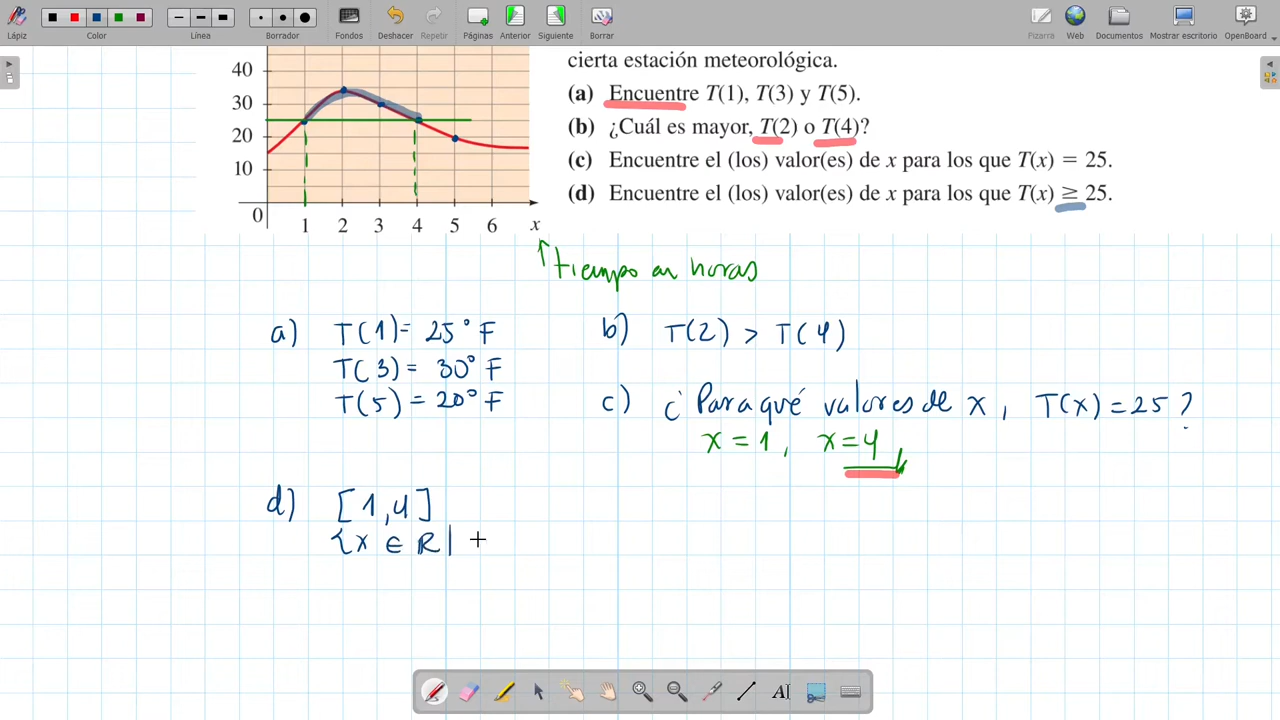 Lápiz
Color
Línea
Borrador
Fondos
Deshacer
Repetir
Páginas
Anterior
Siguiente
Borrar
Pizarra
Web
Documentos
Mostrar escritorio
OpenBoard
40
30
20
10
0
1 2 3 4 5 6 x
cierta estación meteorológica.
(a) Encuentre T(1), T(3) y T(5).
(b) ¿Cuál es mayor, T(2) o T(4)?
(c) Encuentre el (los) valor(es) de x para los que T(x) = 25.
(d) Encuentre el (los) valor(es) de x para los que T(x) ≥ 25.
↑ tiempo en horas
a) T(1) = 25° F
T(3) = 30° F
T(5) = 20° F
b) T(2) > T(4)
c) ¿Para qué valores de x, T(x) = 25?
x = 1, x = 4
d) [1,4]
{x ∈ ℝ |
AI